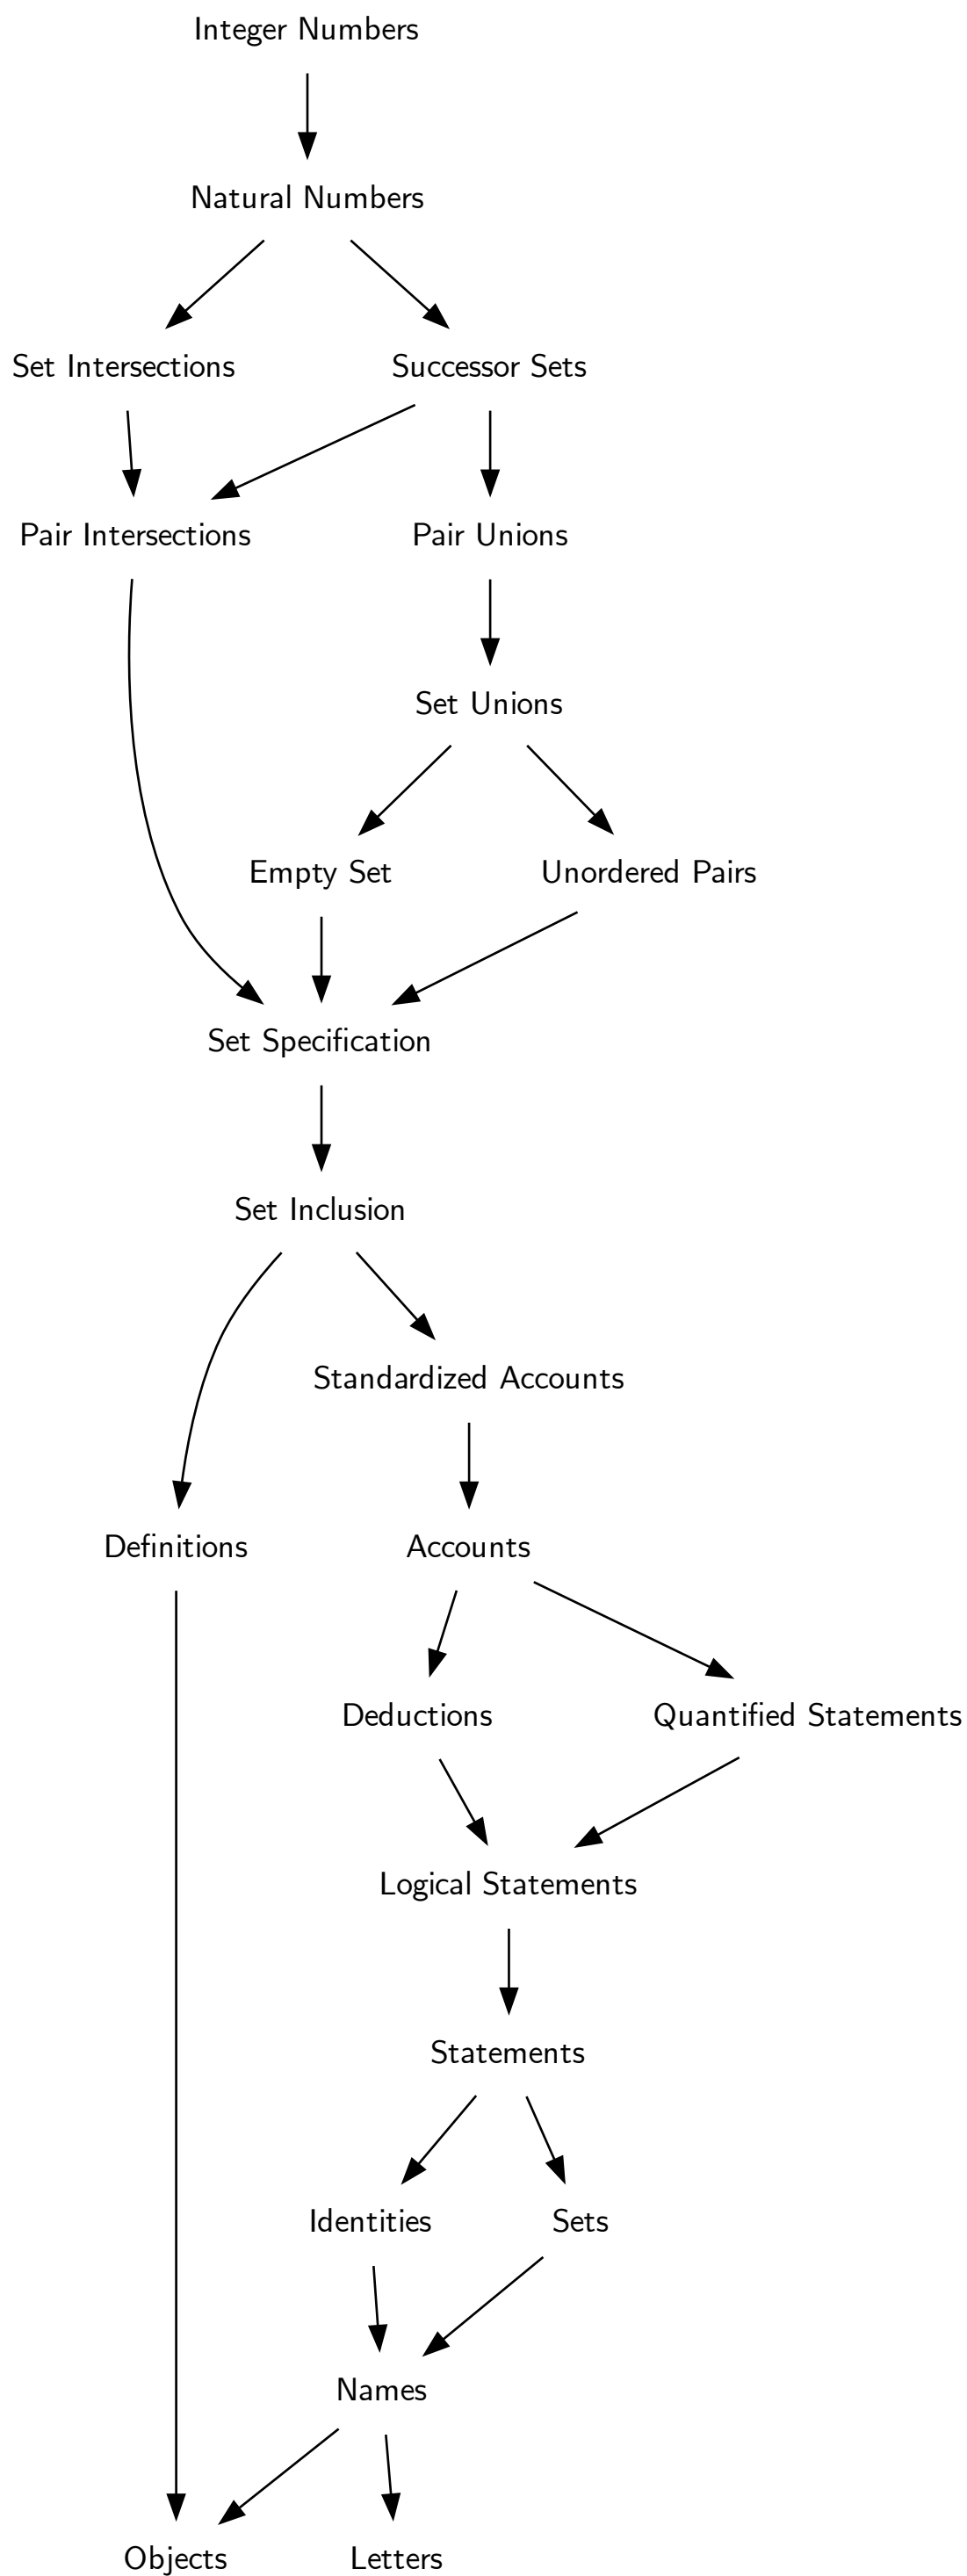 Integer Numbers
Natural Numbers
Set Intersections
Successor Sets
Pair Intersections
Pair Unions
Set Unions
Empty Set
Unordered Pairs
Set Specification
Set Inclusion
Standardized Accounts
Definitions
Accounts
Deductions
Quantified Statements
Logical Statements
Statements
Identities
Sets
Names
Objects
Letters